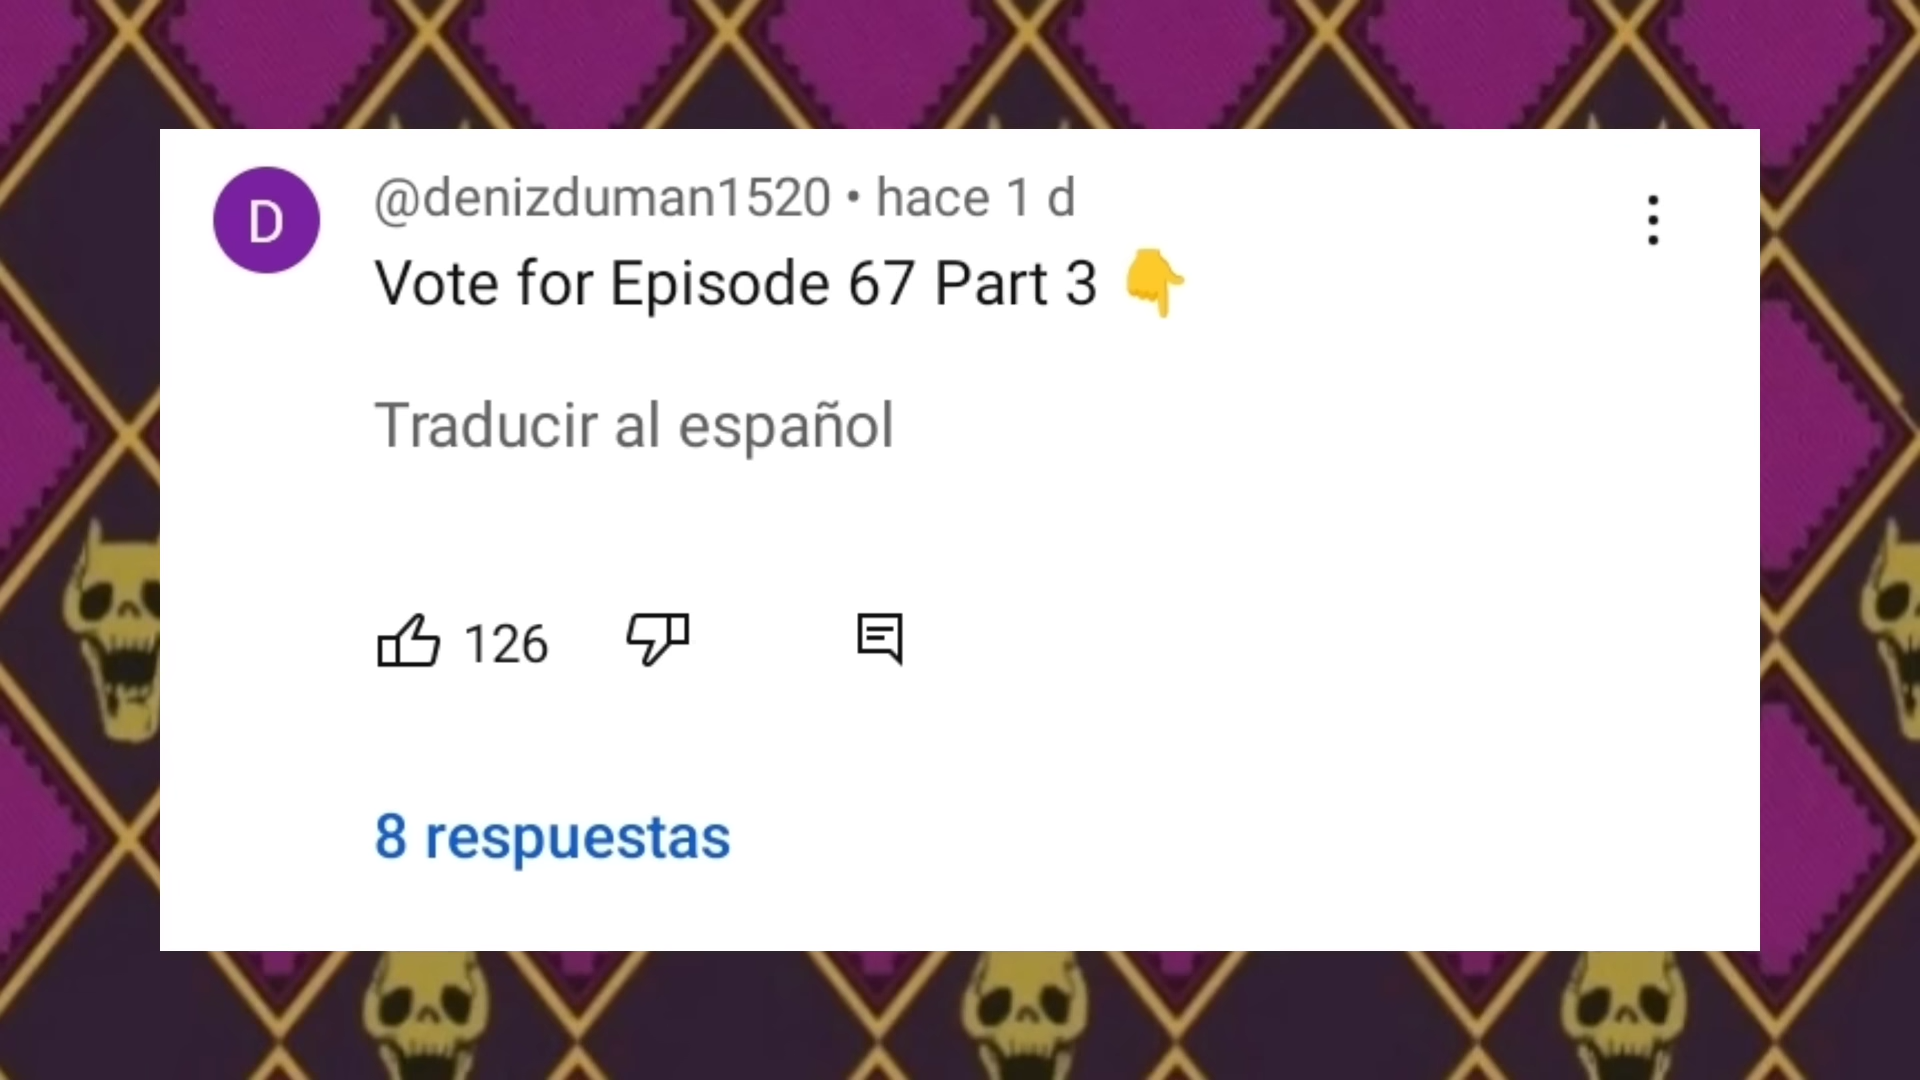 D
@denizduman1520 • hace 1 d
Vote for Episode 67 Part 3 👇
Traducir al español
126
8 respuestas